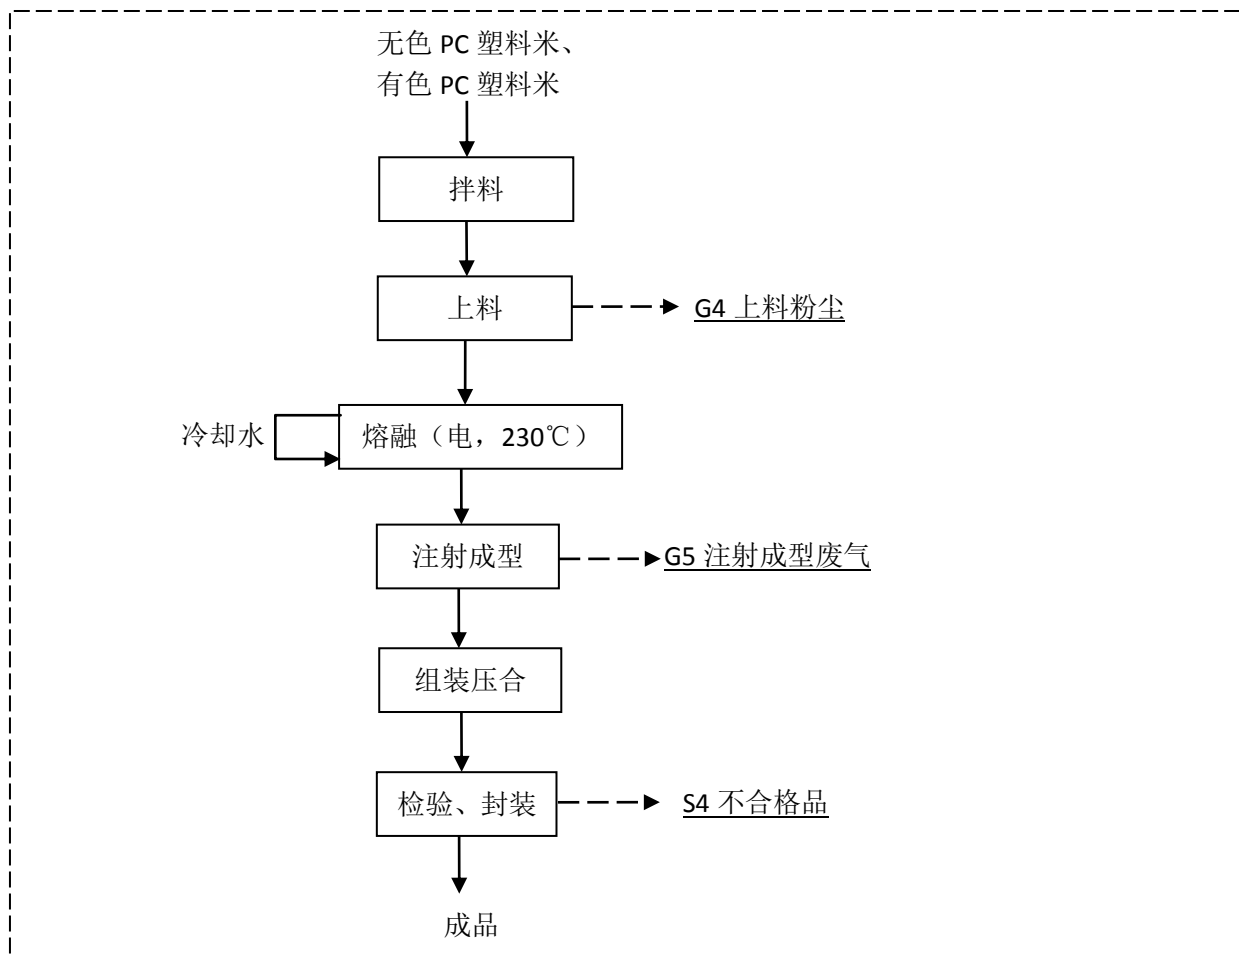 无色 PC 塑料米、
有色 PC 塑料米
拌料
上料
G4 上料粉尘
冷却水
熔融（电，230℃）
注射成型
G5 注射成型废气
组装压合
检验、封装
S4 不合格品
成品